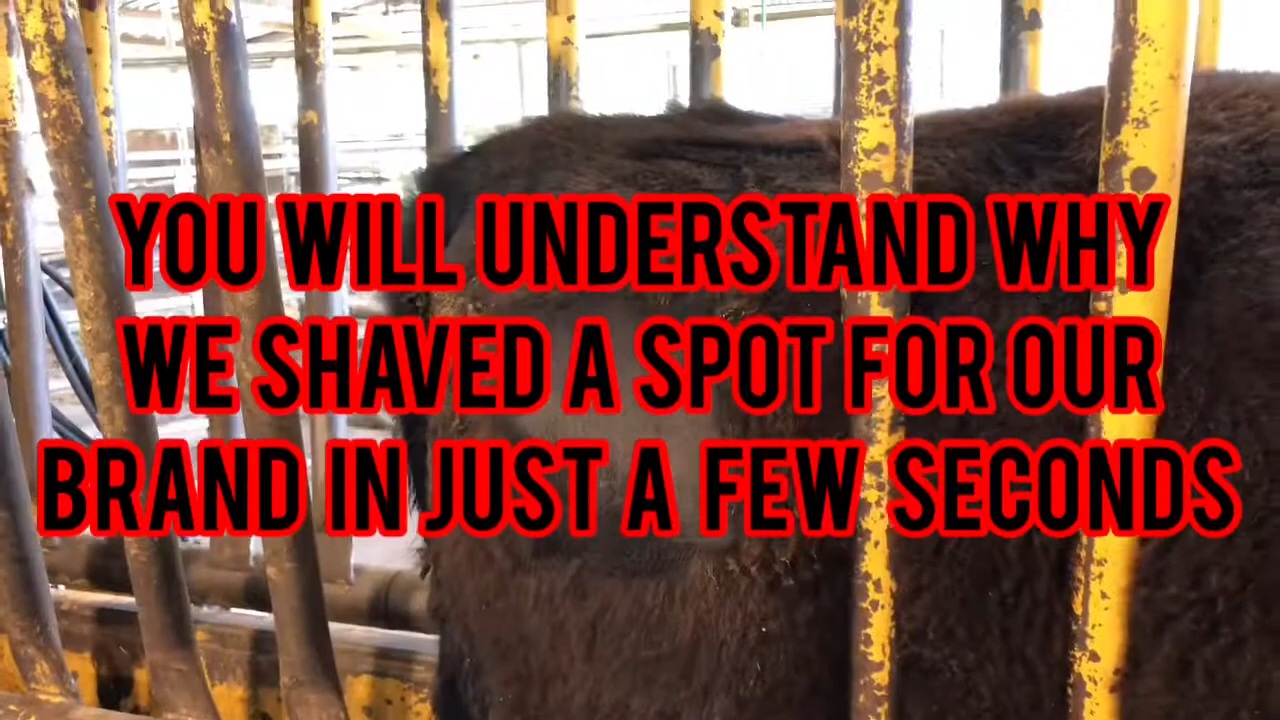 YOU WILL UNDERSTAND WHY
WE SHAVED A SPOT FOR OUR
BRAND IN JUST A FEW SECONDS